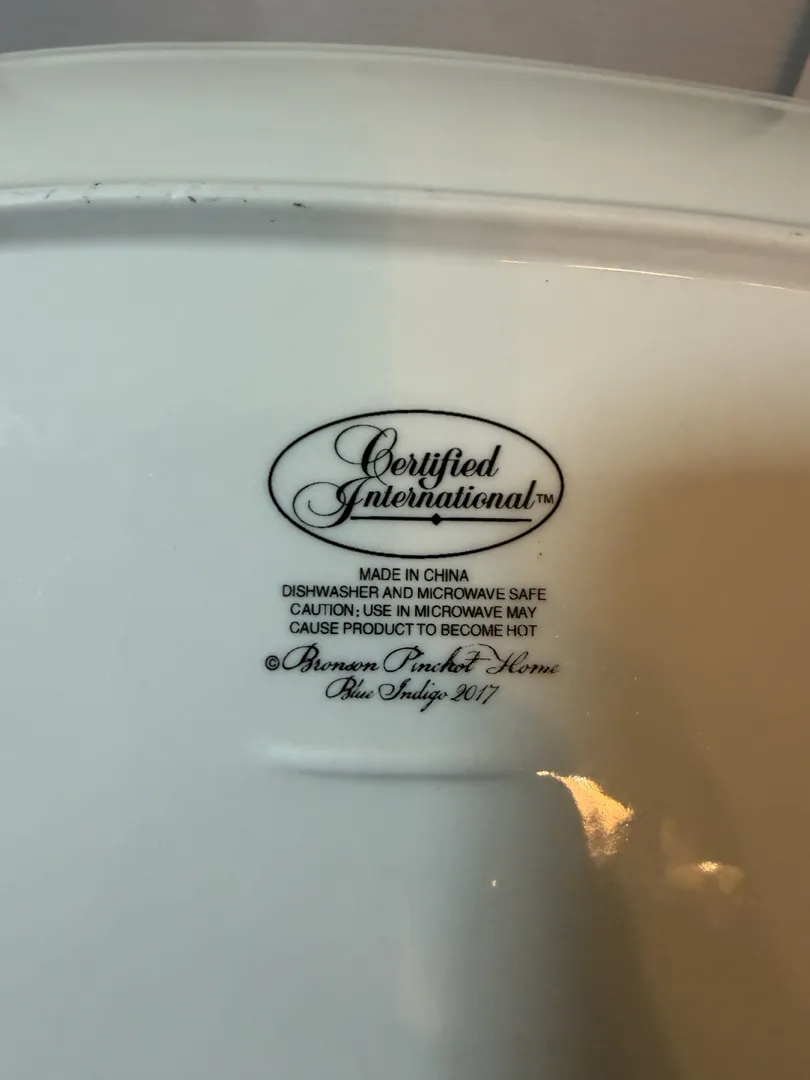 Certified
International™
MADE IN CHINA
DISHWASHER AND MICROWAVE SAFE
CAUTION: USE IN MICROWAVE MAY
CAUSE PRODUCT TO BECOME HOT
© Bronson Pinchot Home
Blue Indigo 2017